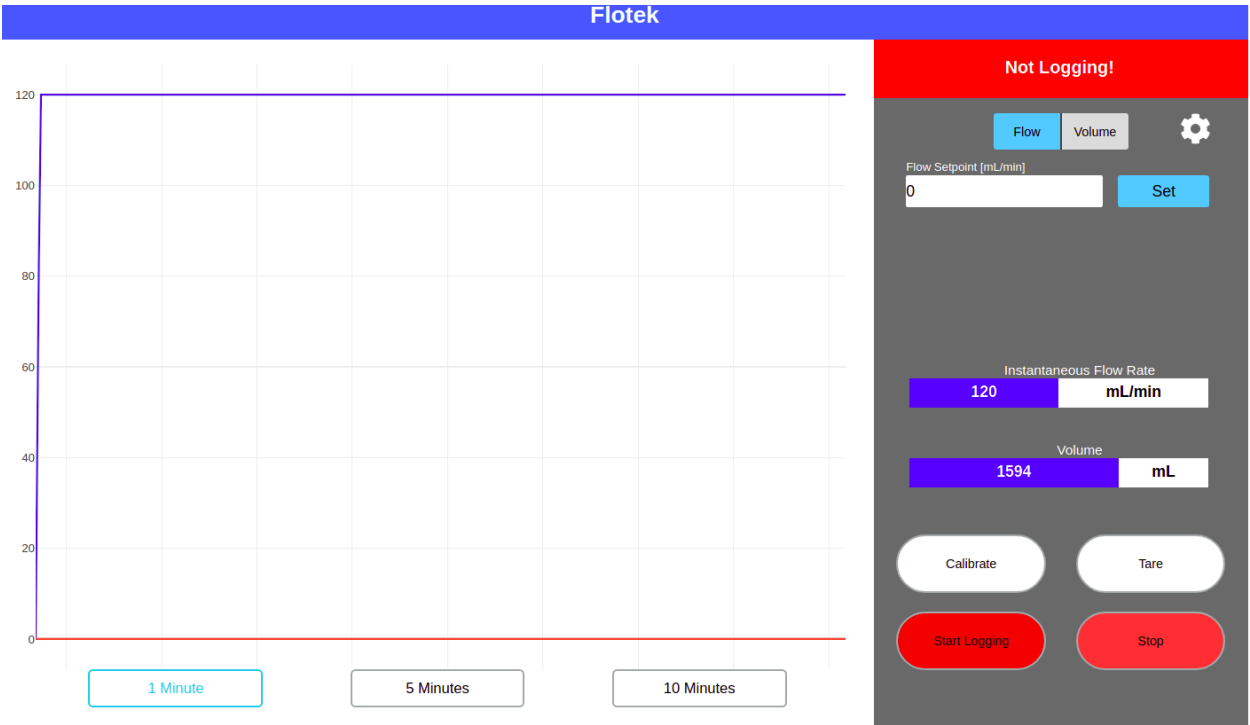 Flotek
120
100
80
60
40
20
0
1 Minute
5 Minutes
10 Minutes
Not Logging!
Flow
Volume
Flow Setpoint [mL/min]
0
Set
Instantaneous Flow Rate
120
mL/min
Volume
1594
mL
Calibrate
Tare
Start Logging
Stop